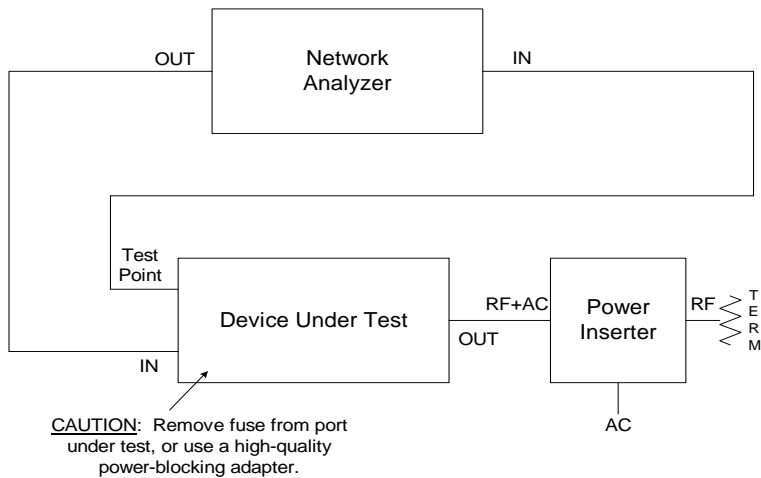 OUT
Network
Analyzer
IN
Test
Point
Device Under Test
RF+AC
OUT
Power
Inserter
RF
TERM
IN
AC
CAUTION: Remove fuse from port
under test, or use a high-quality
power-blocking adapter.